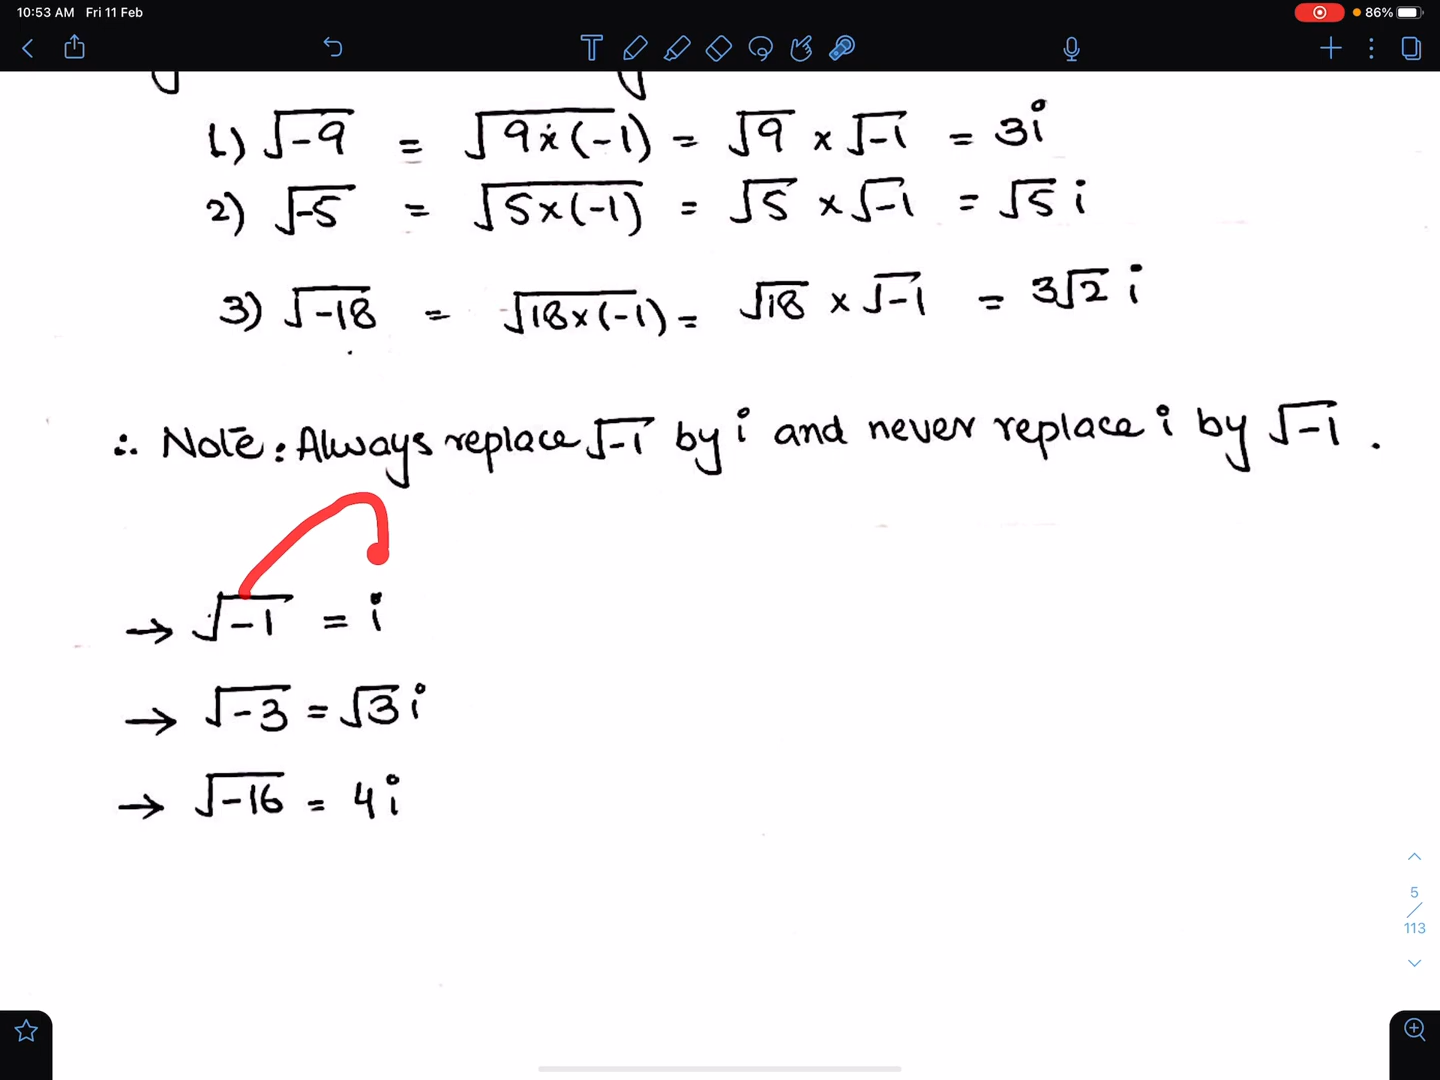 10:53 AM Fri 11 Feb 86%
1.) √-9 = √9×(-1) = √9 × √-1 = 3i
2) √-5 = √5×(-1) = √5 × √-1 = √5 i
3) √-18 = √18×(-1) = √18 × √-1 = 3√2 i
∴ Note: Always replace √-1 by i and never replace i by √-1 .
→ √-1 = i
→ √-3 = √3 i
→ √-16 = 4i
5
/
113